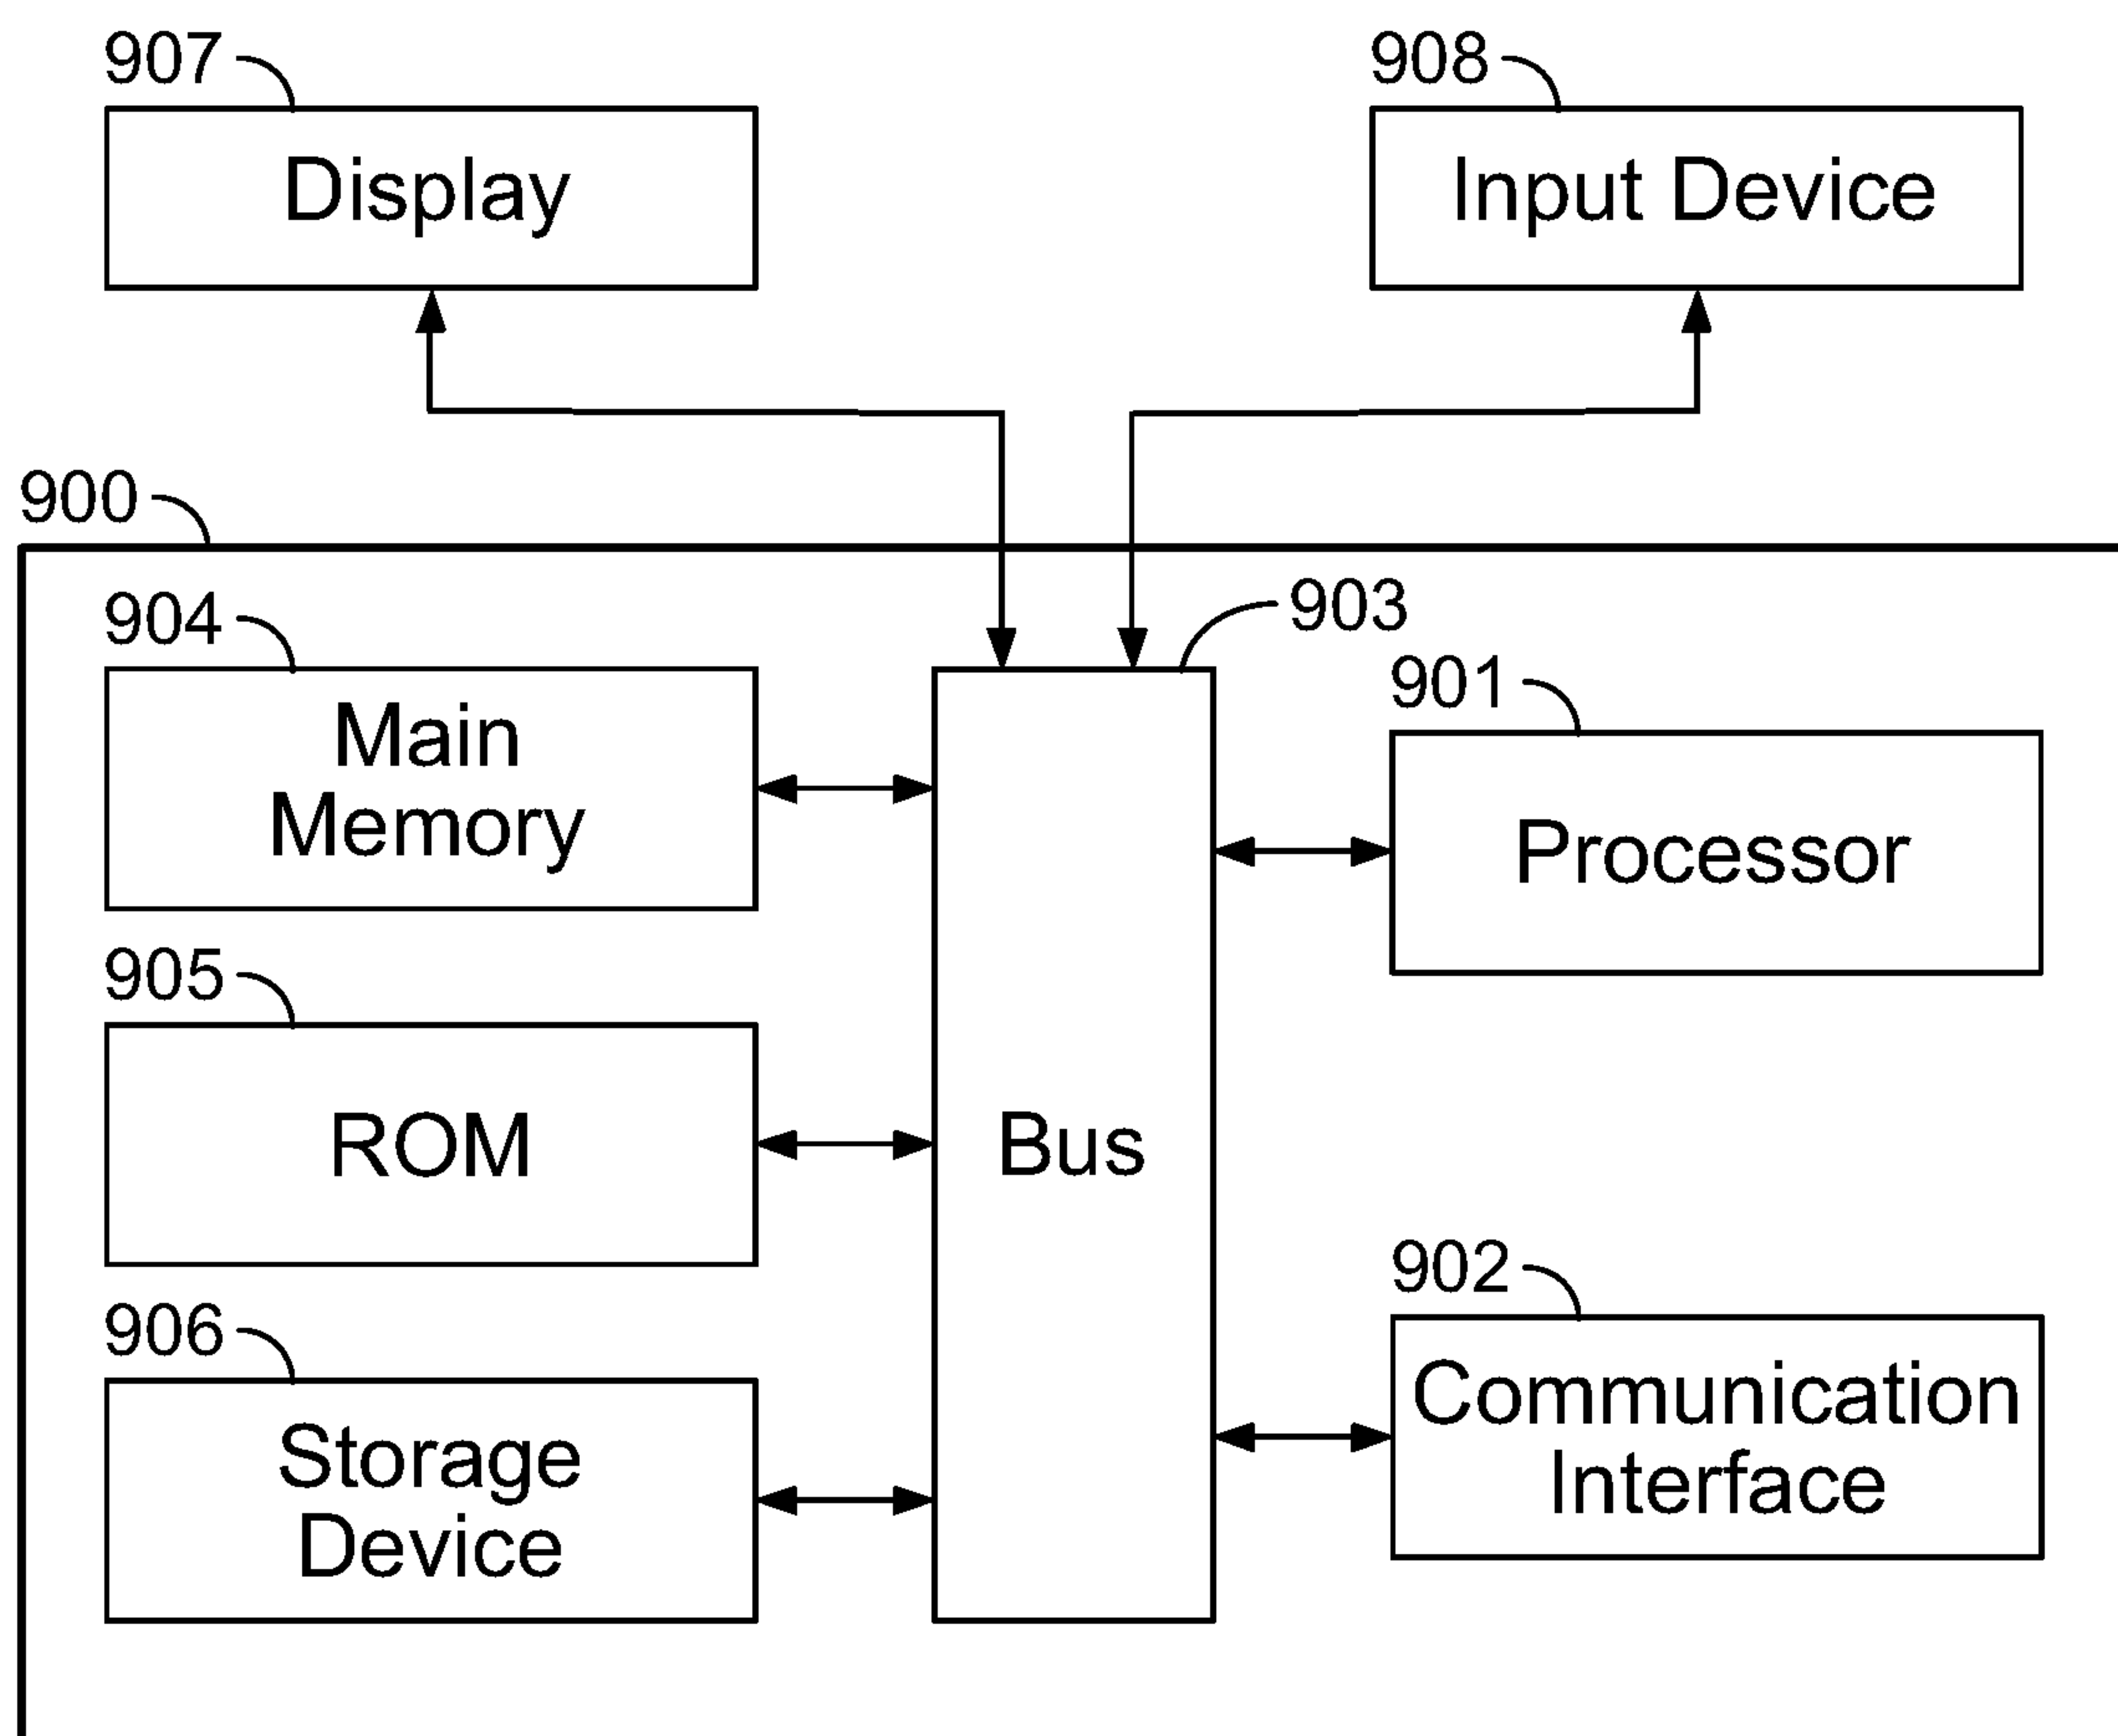 907
908
Display
Input Device
900
904
903
901
Main
Memory
Processor
905
ROM
Bus
902
906
Communication
Interface
Storage
Device